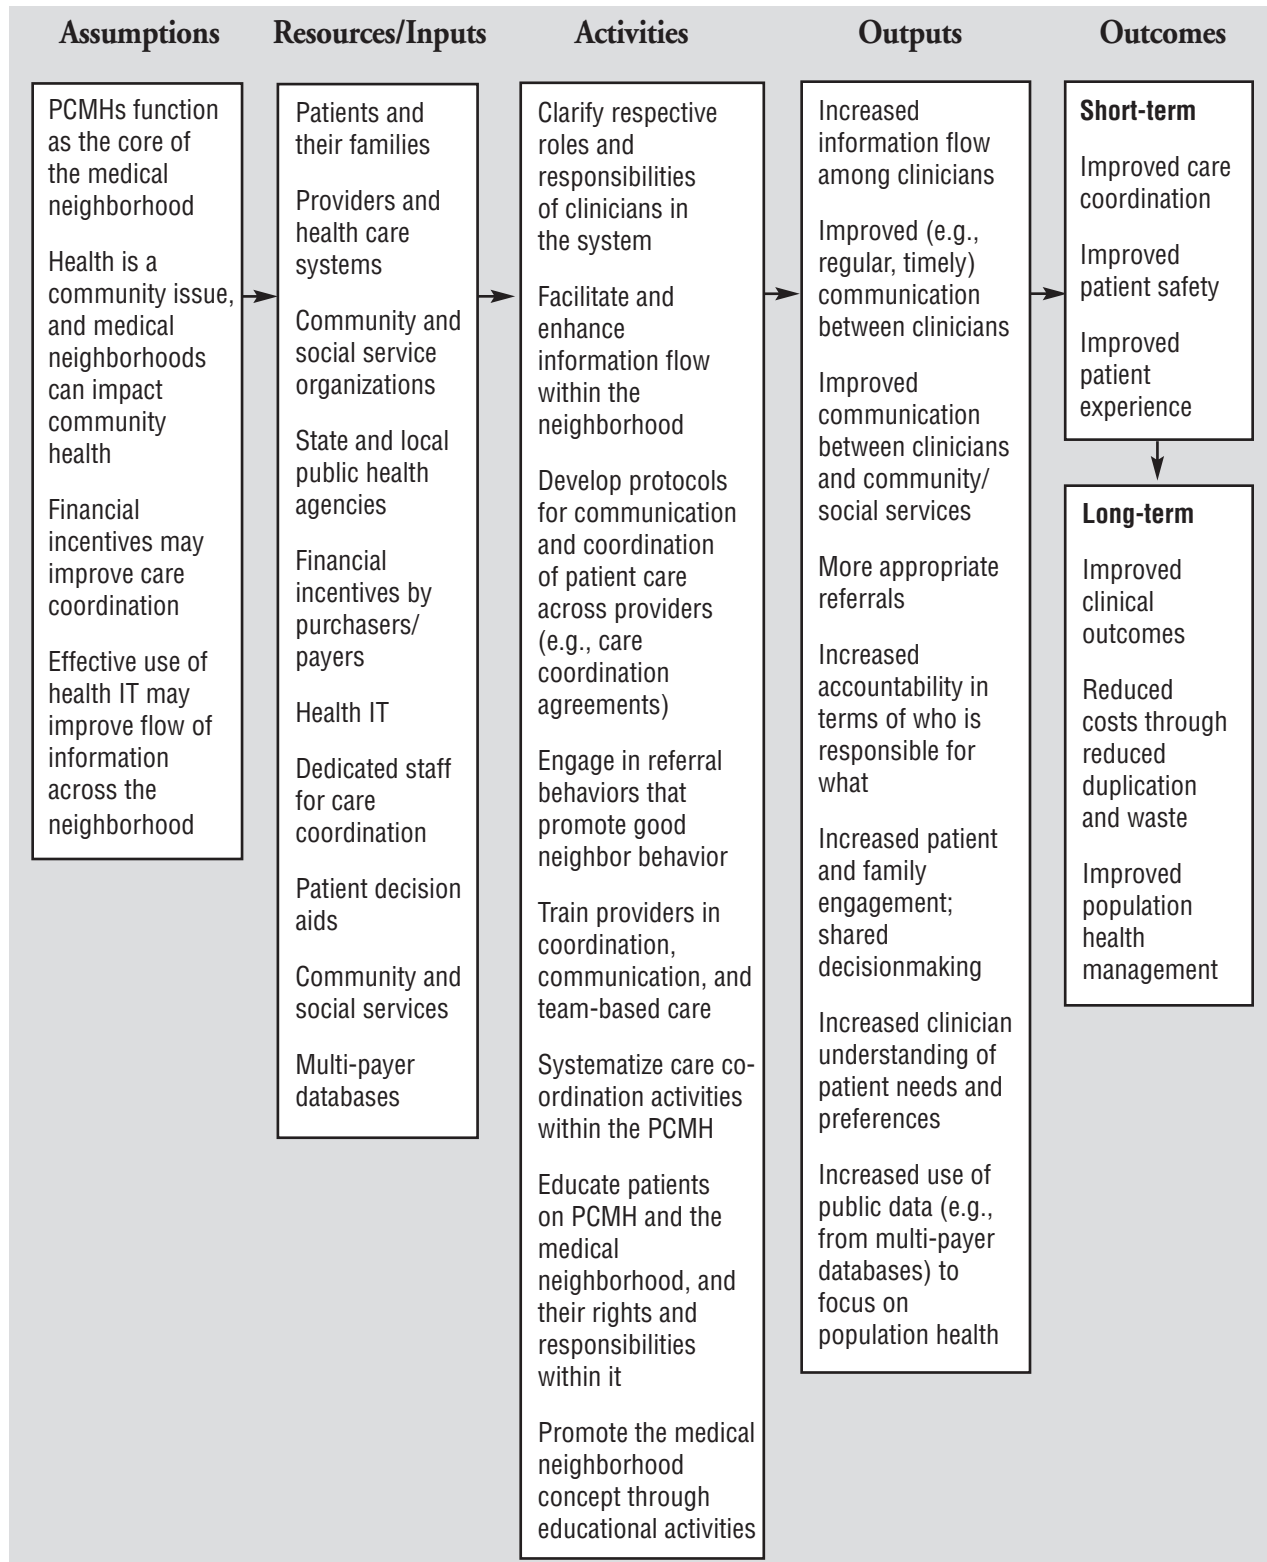 Assumptions
PCMHs function
as the core of
the medical
neighborhood
Health is a
community issue,
and medical
neighborhoods
can impact
community
health
Financial
incentives may
improve care
coordination
Effective use of
health IT may
improve flow of
information
across the
neighborhood
Resources/Inputs
Patients and
their families
Providers and
health care
systems
Community and
social service
organizations
State and local
public health
agencies
Financial
incentives by
purchasers/
payers
Health IT
Dedicated staff
for care
coordination
Patient decision
aids
Community and
social services
Multi-payer
databases
Activities
Clarify respective
roles and
responsibilities
of clinicians in
the system
Facilitate and
enhance
information flow
within the
neighborhood
Develop protocols
for communication
and coordination
of patient care
across providers
(e.g., care
coordination
agreements)
Engage in referral
behaviors that
promote good
neighbor behavior
Train providers in
coordination,
communication, and
team-based care
Systematize care co-
ordination activities
within the PCMH
Educate patients
on PCMH and the
medical
neighborhood, and
their rights and
responsibilities
within it
Promote the medical
neighborhood
concept through
educational activities
Outputs
Increased
information flow
among clinicians
Improved (e.g.,
regular, timely)
communication
between clinicians
Improved
communication
between clinicians
and community/
social services
More appropriate
referrals
Increased
accountability in
terms of who is
responsible for
what
Increased patient
and family
engagement;
shared
decisionmaking
Increased clinician
understanding of
patient needs and
preferences
Increased use of
public data (e.g.,
from multi-payer
databases) to
focus on
population health
Outcomes
Short-term
Improved care
coordination
Improved
patient safety
Improved
patient
experience
Long-term
Improved
clinical
outcomes
Reduced
costs through
reduced
duplication
and waste
Improved
population
health
management